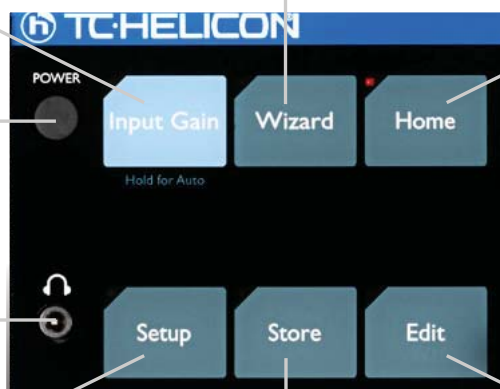 TC·HELICON
POWER
Input Gain
Wizard
Home
Hold for Auto
Setup
Store
Edit